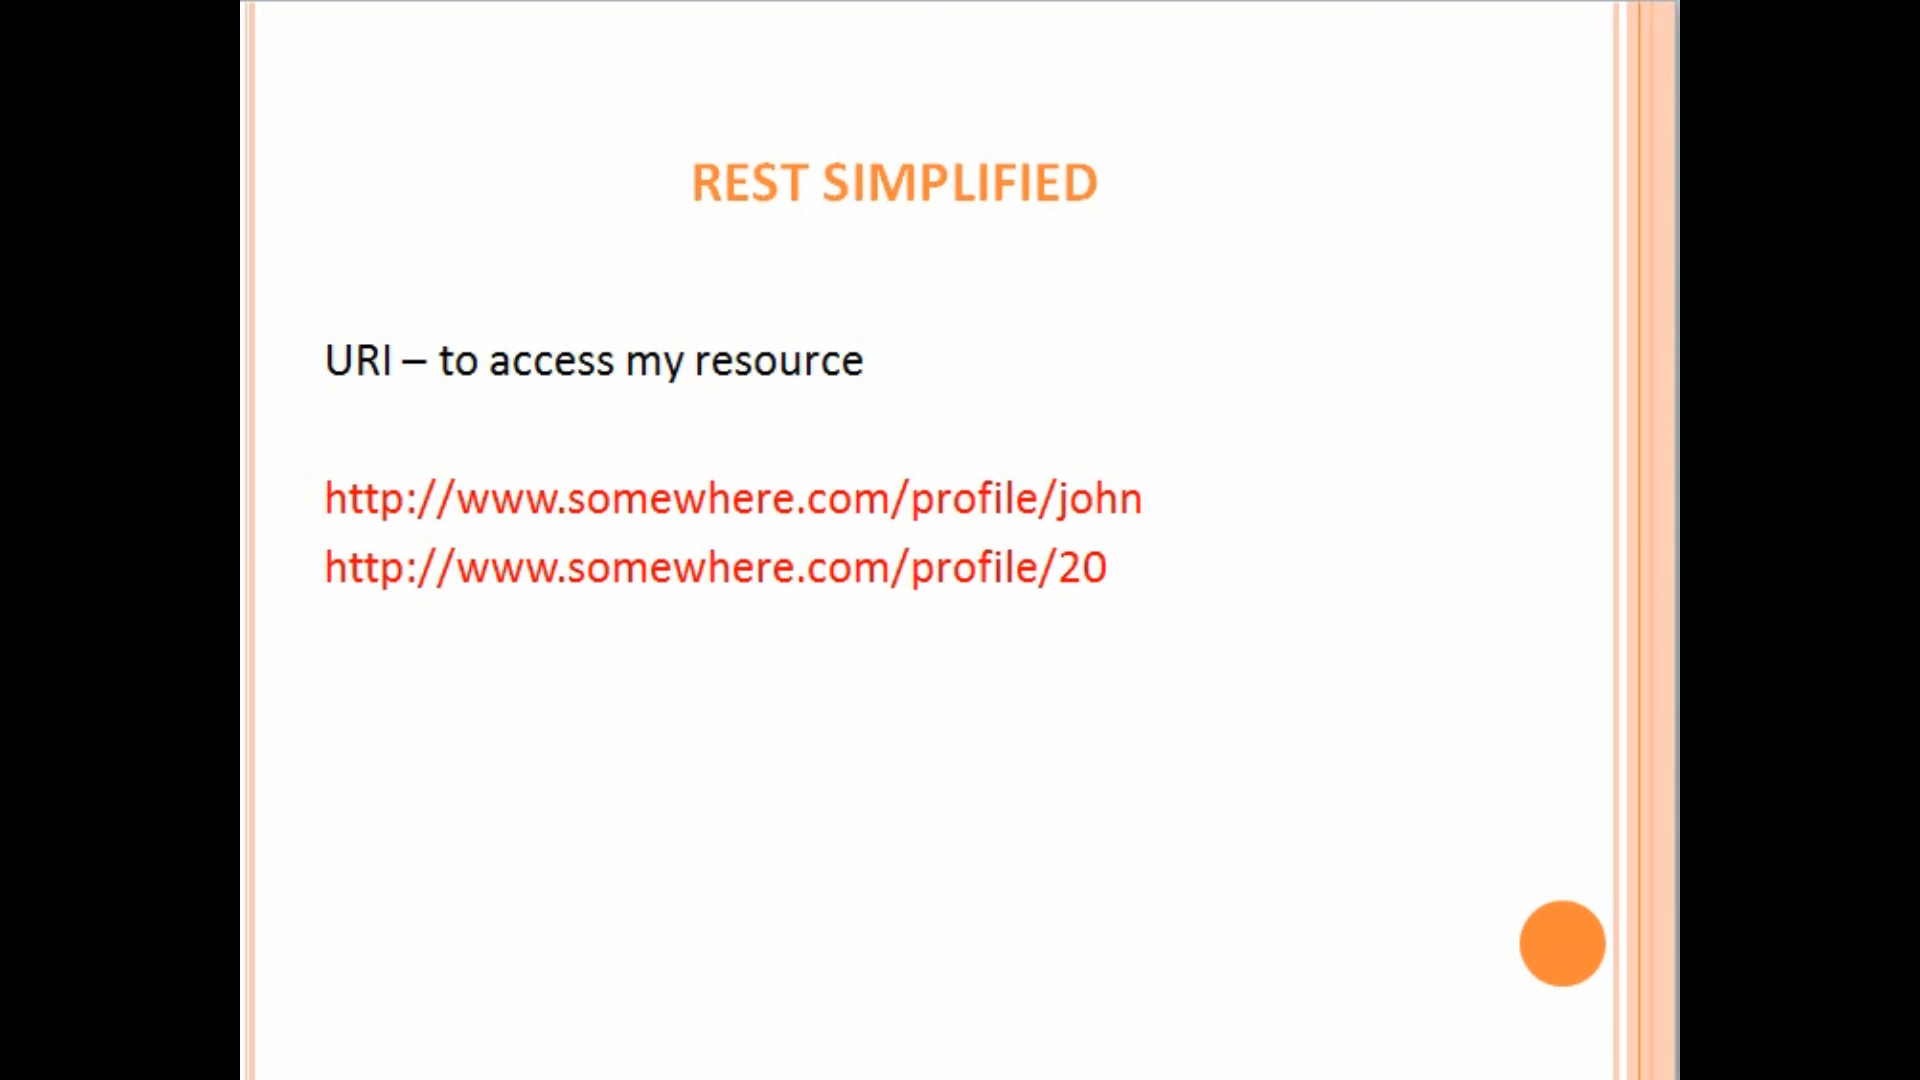 REST SIMPLIFIED
URI – to access my resource
http://www.somewhere.com/profile/john
http://www.somewhere.com/profile/20